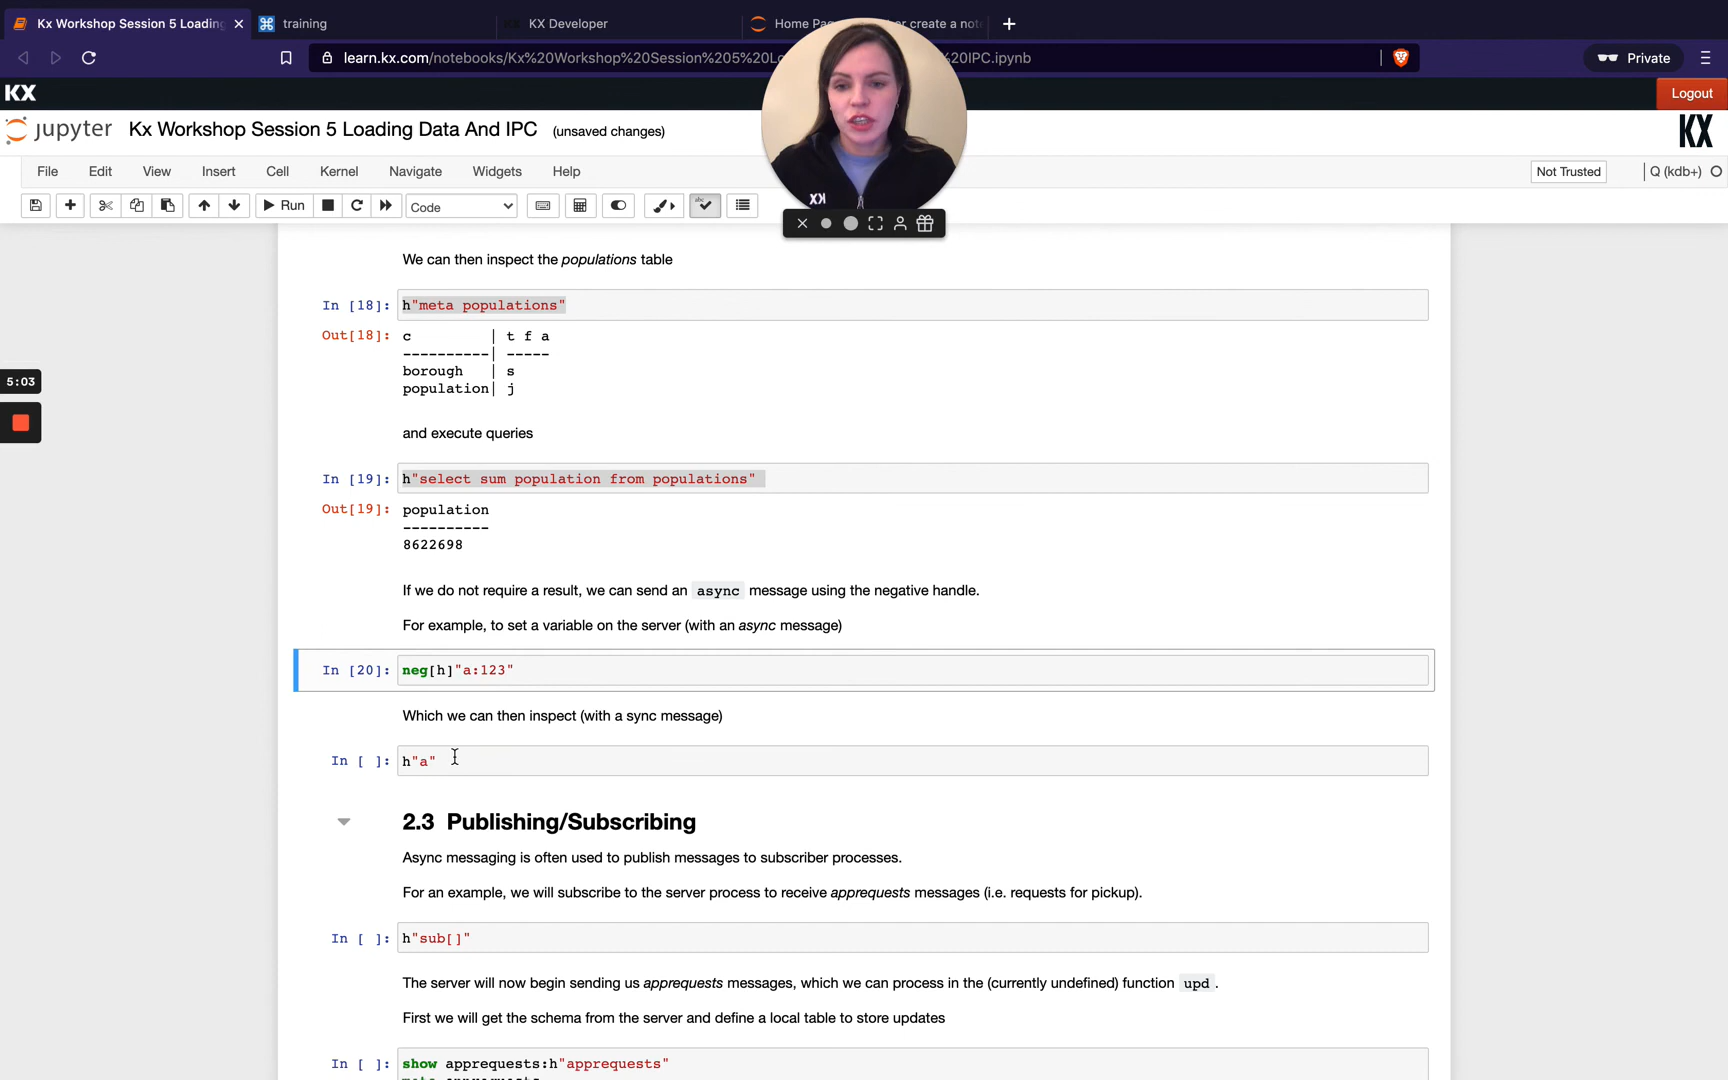 Kx Workshop Session 5 Loading
training
KX Developer
Home Pa
or create a not
learn.kx.com/notebooks/Kx%20Workshop%20Session%205%20Lo
%20IPC.ipynb
Private
KX
Logout
jupyter Kx Workshop Session 5 Loading Data And IPC (unsaved changes)
KX
File Edit View Insert Cell Kernel Navigate Widgets Help
Not Trusted
Q (kdb+)
Run
Code
KX
We can then inspect the populations table
In [18]: h"meta populations"
Out[18]: c         | t f a
----------| -----
borough   | s
population| j
and execute queries
5:03
In [19]: h"select sum population from populations"
Out[19]: population
----------
8622698
If we do not require a result, we can send an async message using the negative handle.
For example, to set a variable on the server (with an async message)
In [20]: neg[h]"a:123"
Which we can then inspect (with a sync message)
In [ ]: h"a"
2.3 Publishing/Subscribing
Async messaging is often used to publish messages to subscriber processes.
For an example, we will subscribe to the server process to receive apprequests messages (i.e. requests for pickup).
In [ ]: h"sub[]"
The server will now begin sending us apprequests messages, which we can process in the (currently undefined) function upd .
First we will get the schema from the server and define a local table to store updates
In [ ]: show apprequests:h"apprequests"